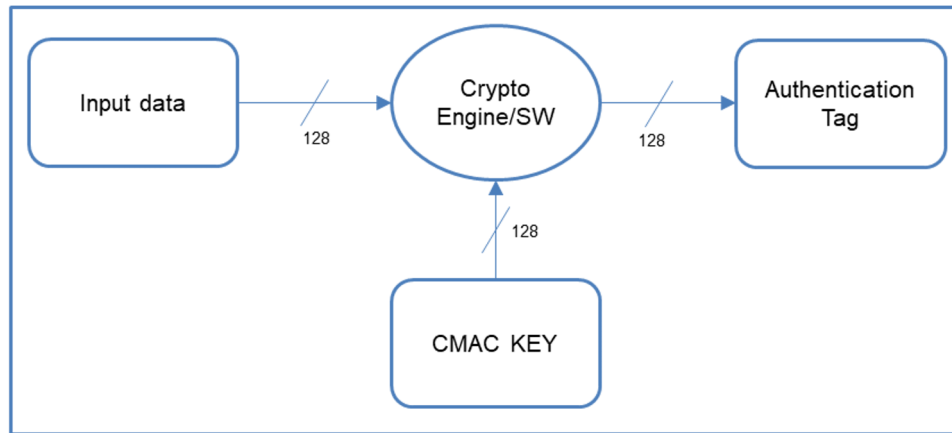 Input data
128
Crypto
Engine/SW
128
Authentication
Tag
128
CMAC KEY